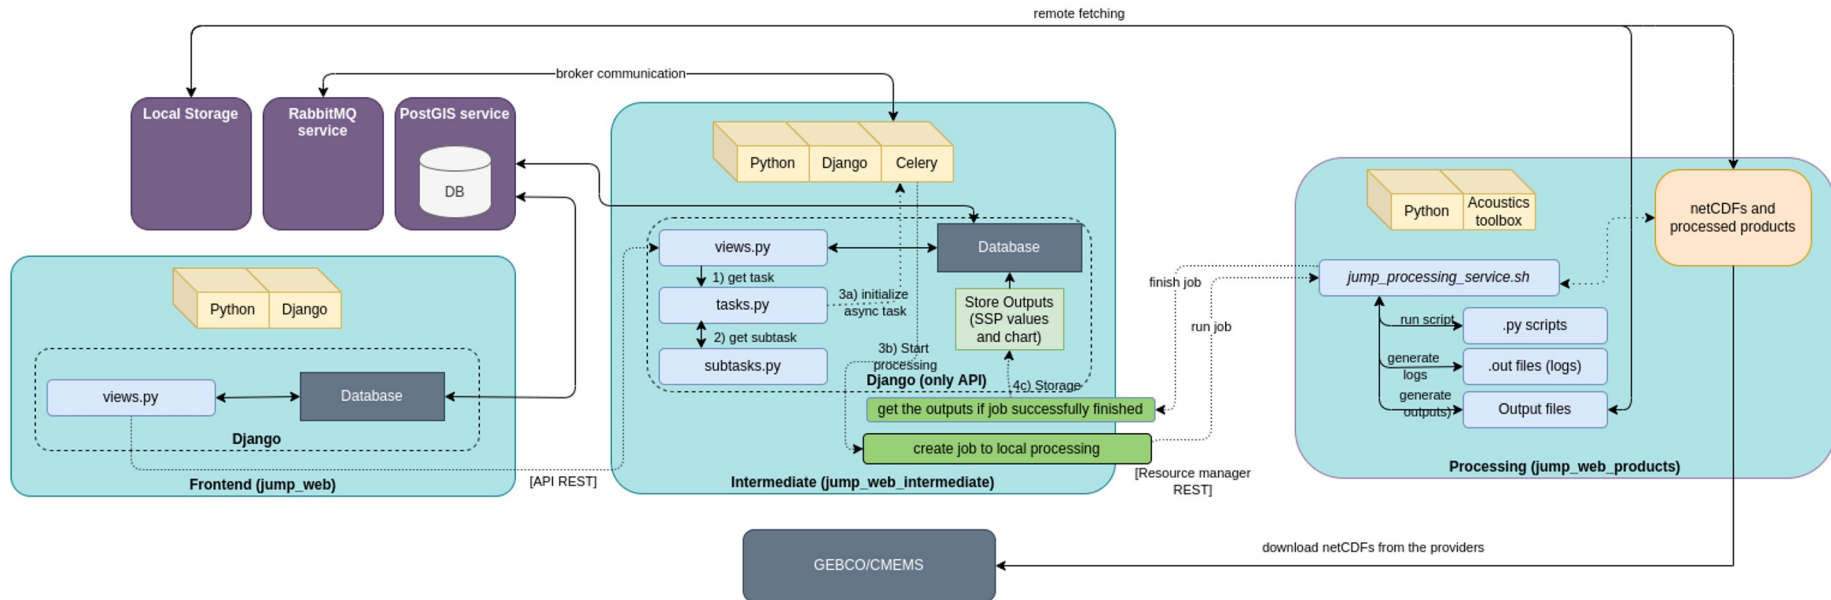 remote fetching
broker communication
Local Storage
RabbitMQ
service
PostGIS service
DB
Python
Django
Celery
Python
Acoustics
toolbox
netCDFs and
processed products
views.py
Database
1) get task
tasks.py
3a) initialize
async task
2) get subtask
subtasks.py
Store Outputs
(SSP values
and chart)
3b) Start
processing
Django (only API)
4c) Storage
get the outputs if job successfully finished
create job to local processing
Intermediate (jump_web_intermediate)
finish job
run job
jump_processing_service.sh
run script
.py scripts
generate
logs
.out files (logs)
generate
outputs)
Output files
Processing (jump_web_products)
Python
Django
views.py
Database
Django
Frontend (jump_web)
[API REST]
[Resource manager
REST]
GEBCO/CMEMS
download netCDFs from the providers